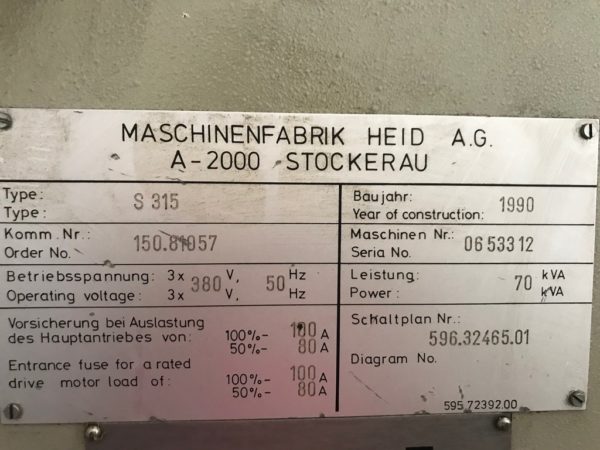 MASCHINENFABRIK HEID A.G.
A-2000 STOCKERAU
Type: S 315
Type:
Baujahr: 1990
Year of construction:
Komm. Nr.: 150.81057
Order No.
Maschinen Nr.: 0653312
Seria No.
Betriebsspannung: 3x 380 V, 50 Hz
Operating voltage: 3x V, Hz
Leistung: 70 kVA
Power: kVA
Vorsicherung bei Auslastung
des Hauptantriebes von: 100%- 100 A
50%- 80 A
Entrance fuse for a rated
drive motor load of: 100%- 100 A
50%- 80 A
Schaltplan Nr.:
596.32465.01
Diagram No.
595 72392.00